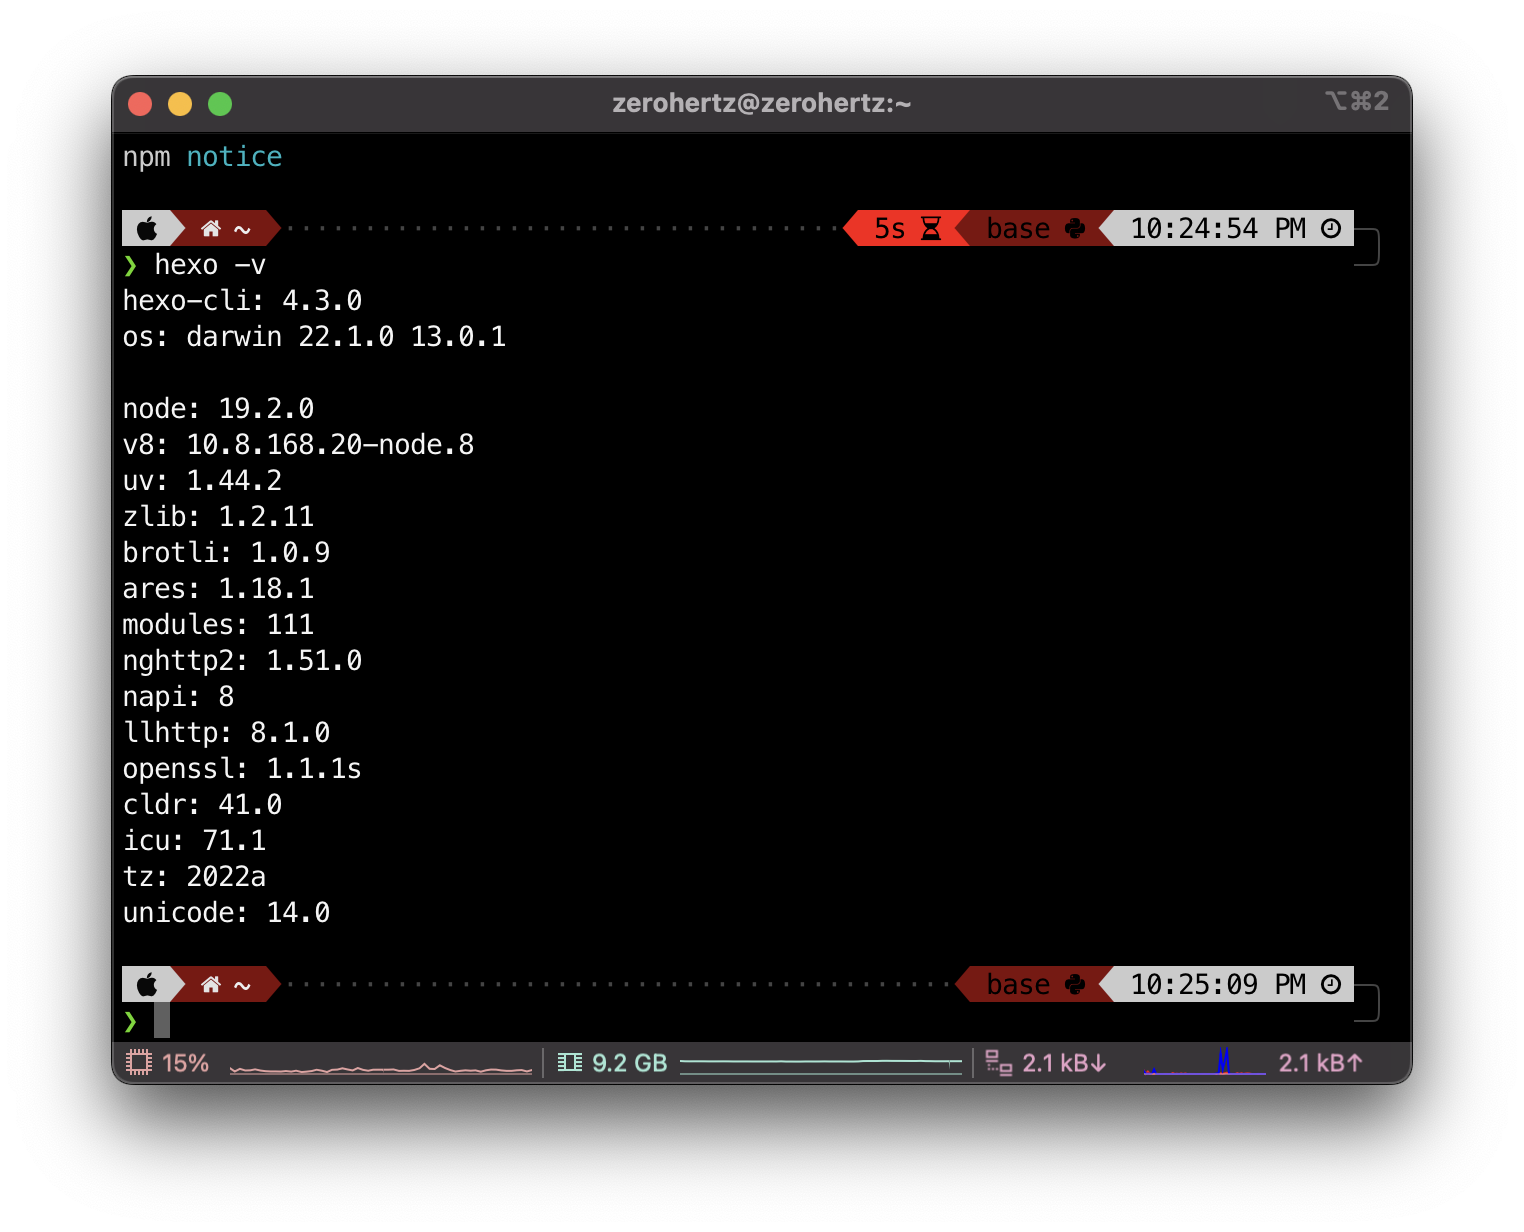 zerohertz@zerohertz:~ ⌥⌘2
npm notice
~ 5s base 10:24:54 PM
❯ hexo -v
hexo-cli: 4.3.0
os: darwin 22.1.0 13.0.1
node: 19.2.0
v8: 10.8.168.20-node.8
uv: 1.44.2
zlib: 1.2.11
brotli: 1.0.9
ares: 1.18.1
modules: 111
nghttp2: 1.51.0
napi: 8
llhttp: 8.1.0
openssl: 1.1.1s
cldr: 41.0
icu: 71.1
tz: 2022a
unicode: 14.0
~ base 10:25:09 PM
❯
15% 9.2 GB 2.1 kB↓ 2.1 kB↑